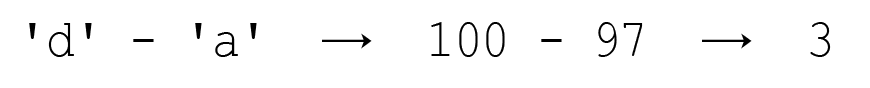 'd' - 'a' → 100 - 97 → 3